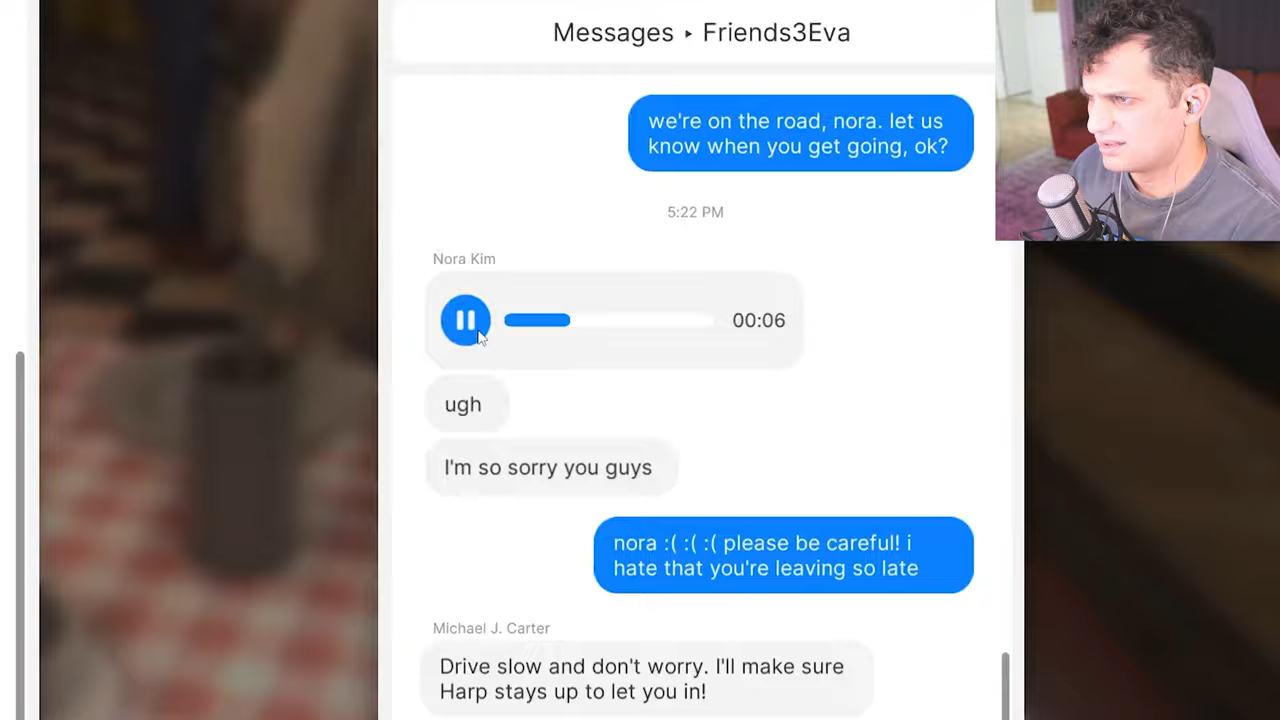 Messages ▸ Friends3Eva
we're on the road, nora. let us
know when you get going, ok?
5:22 PM
Nora Kim
00:06
ugh
I'm so sorry you guys
nora :( :( :( please be careful! i
hate that you're leaving so late
Michael J. Carter
Drive slow and don't worry. I'll make sure
Harp stays up to let you in!